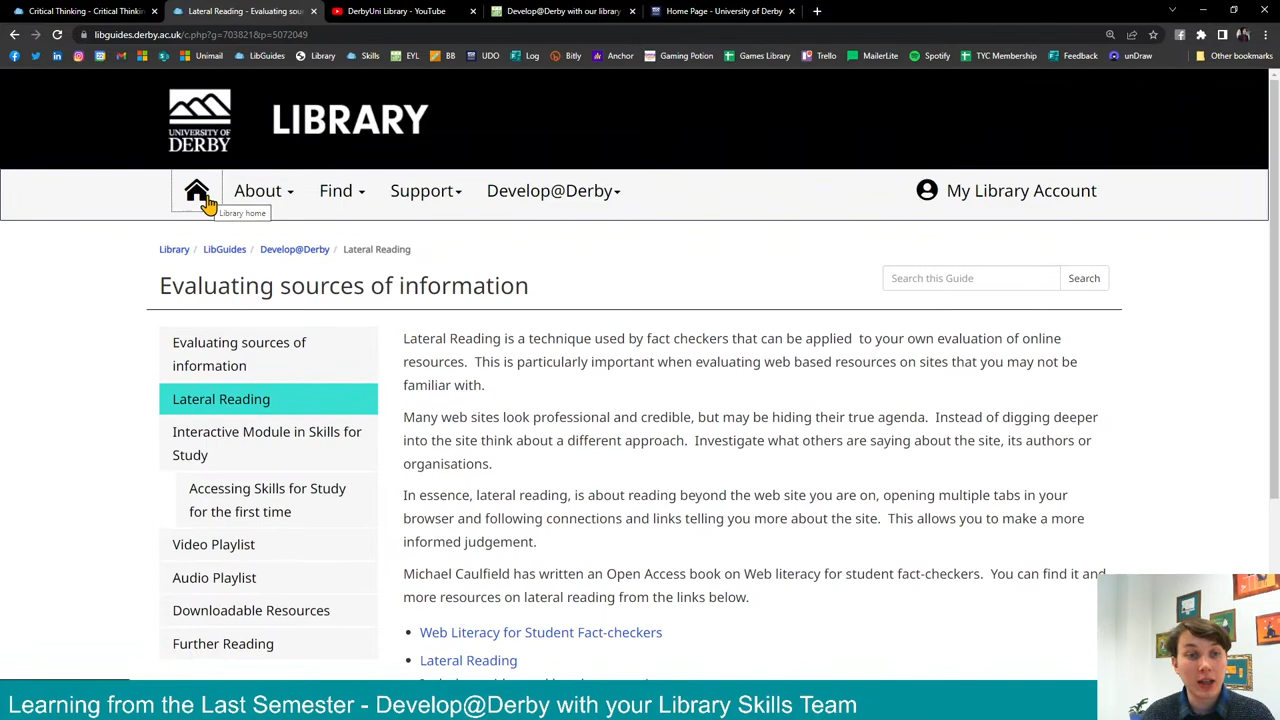 Critical Thinking - Critical Thinkin
Lateral Reading - Evaluating sour
DerbyUni Library - YouTube
Develop@Derby with our library
Home Page - University of Derby
libguides.derby.ac.uk/c.php?g=703821&p=5072049
Unimail LibGuides Library Skills EYL BB UDO Log Bitly Anchor Gaming Potion Games Library Trello MailerLite Spotify TYC Membership Feedback unDraw Other bookmarks
UNIVERSITY OF
DERBY
LIBRARY
About Find Support Develop@Derby My Library Account
Library home
Library / LibGuides / Develop@Derby / Lateral Reading
Evaluating sources of information
Search this Guide Search
Evaluating sources of
information
Lateral Reading
Interactive Module in Skills for
Study
Accessing Skills for Study
for the first time
Video Playlist
Audio Playlist
Downloadable Resources
Further Reading
Lateral Reading is a technique used by fact checkers that can be applied to your own evaluation of online
resources. This is particularly important when evaluating web based resources on sites that you may not be
familiar with.
Many web sites look professional and credible, but may be hiding their true agenda. Instead of digging deeper
into the site think about a different approach. Investigate what others are saying about the site, its authors or
organisations.
In essence, lateral reading, is about reading beyond the web site you are on, opening multiple tabs in your
browser and following connections and links telling you more about the site. This allows you to make a more
informed judgement.
Michael Caulfield has written an Open Access book on Web literacy for student fact-checkers. You can find it and
more resources on lateral reading from the links below.
• Web Literacy for Student Fact-checkers
• Lateral Reading
Learning from the Last Semester - Develop@Derby with your Library Skills Team